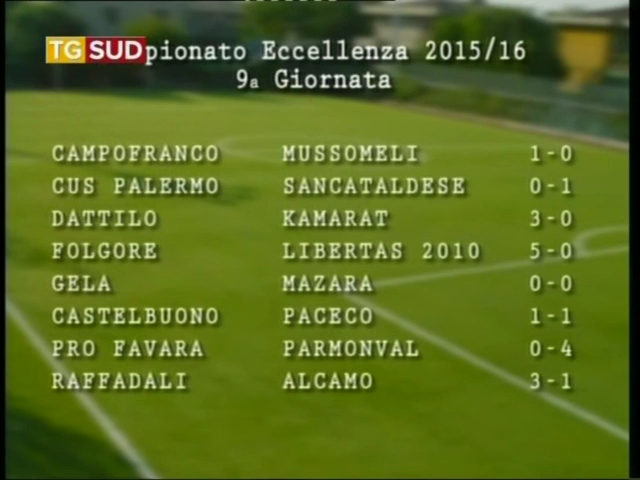 TG SUD pionato Eccellenza 2015/16
9a Giornata
CAMPOFRANCO MUSSOMELI 1-0
CUS PALERMO SANCATALDESE 0-1
DATTILO KAMARAT 3-0
FOLGORE LIBERTAS 2010 5-0
GELA MAZARA 0-0
CASTELBUONO PACECO 1-1
PRO FAVARA PARMONVAL 0-4
RAFFADALI ALCAMO 3-1